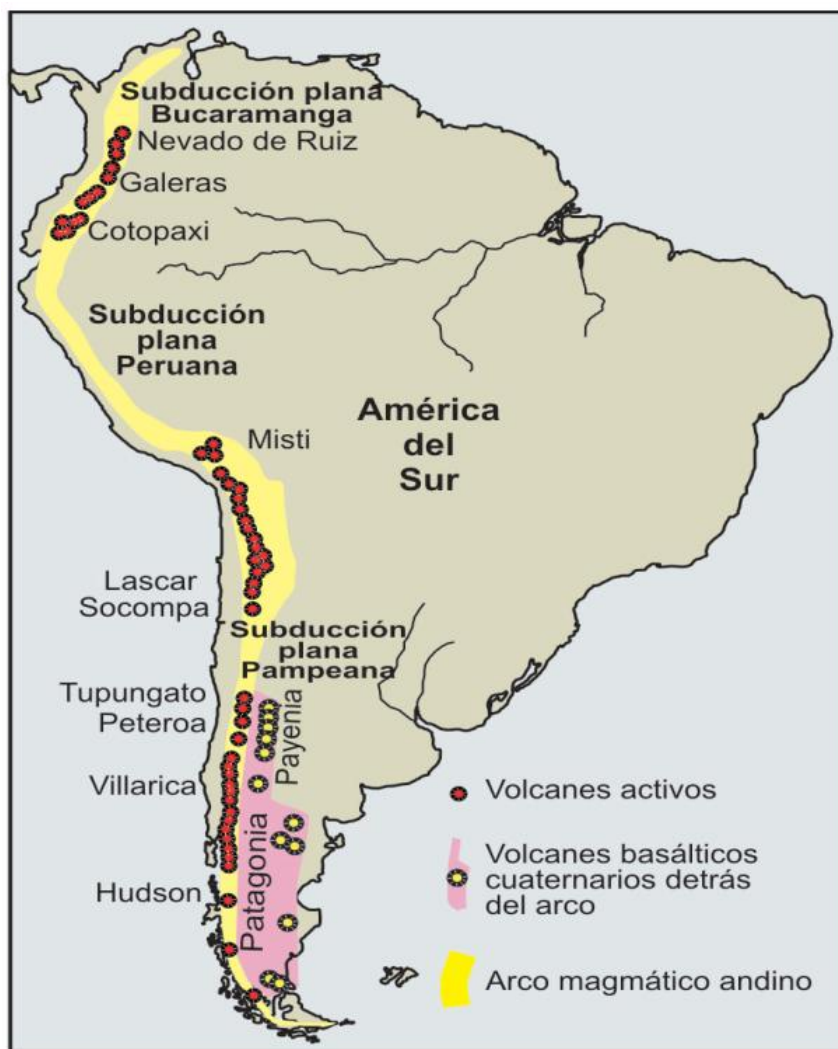 Subducción plana
Bucaramanga
Nevado de Ruiz
Galeras
Cotopaxi
Subducción
plana
Peruana
Misti
América
del
Sur
Lascar
Socompa
Subducción
plana
Pampeana
Tupungato
Peteroa
Payenia
Villarica
Patagonia
Hudson
Volcanes activos
Volcanes basálticos
cuaternarios detrás
del arco
Arco magmático andino